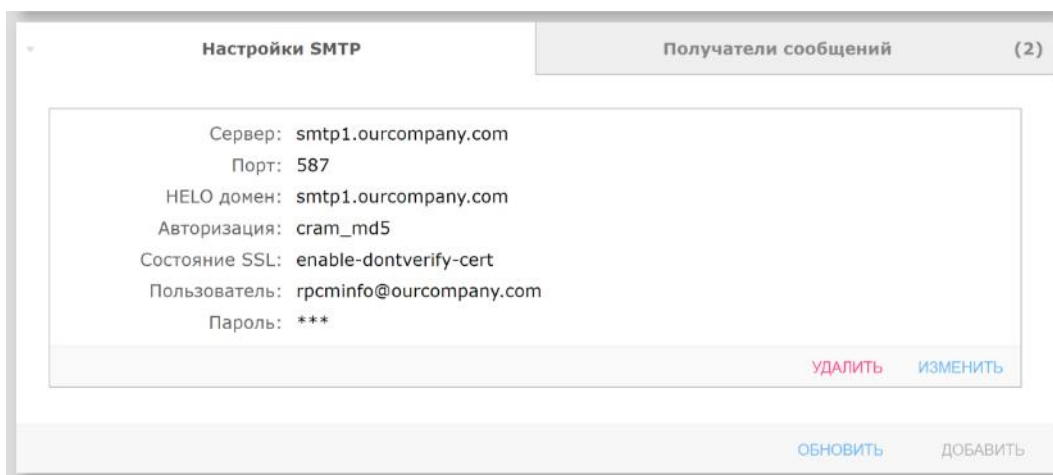 Настройки SMTP
Получатели сообщений (2)
Сервер: smtp1.ourcompany.com
Порт: 587
HELO домен: smtp1.ourcompany.com
Авторизация: cram_md5
Состояние SSL: enable-dontverify-cert
Пользователь: rpcminfo@ourcompany.com
Пароль: ***
УДАЛИТЬ ИЗМЕНИТЬ
ОБНОВИТЬ ДОБАВИТЬ